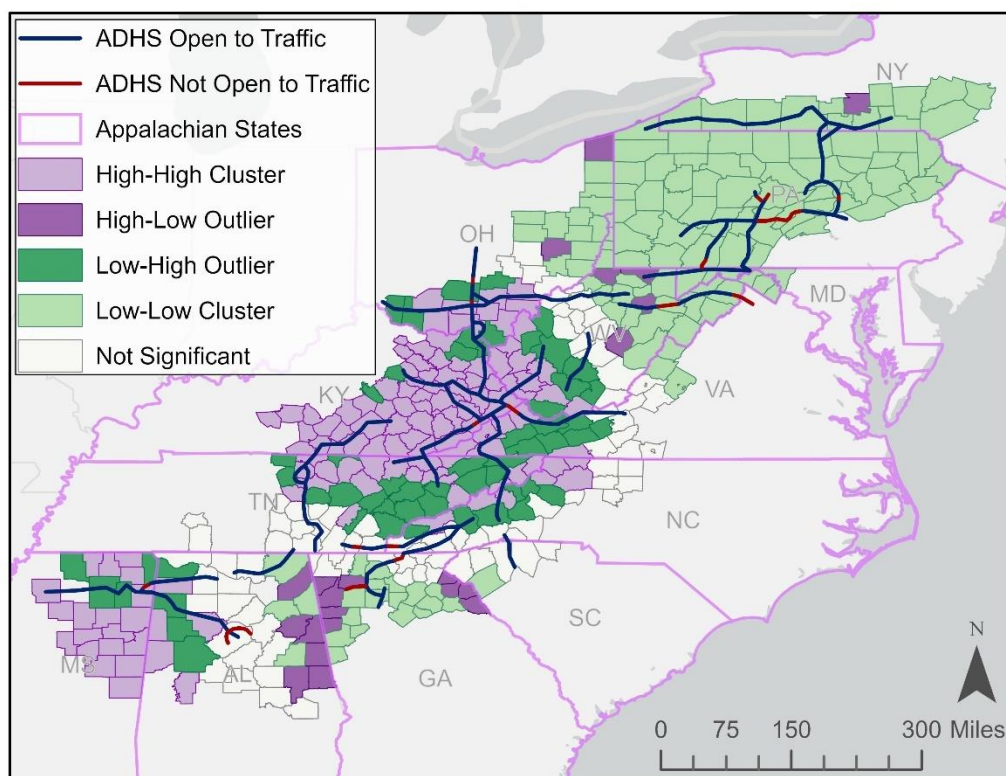 ADHS Open to Traffic
ADHS Not Open to Traffic
Appalachian States
High-High Cluster
High-Low Outlier
Low-High Outlier
Low-Low Cluster
Not Significant
NY
PA
OH
MD
WV
VA
KY
NC
TN
SC
MS
AL
GA
N
0 75 150 300 Miles